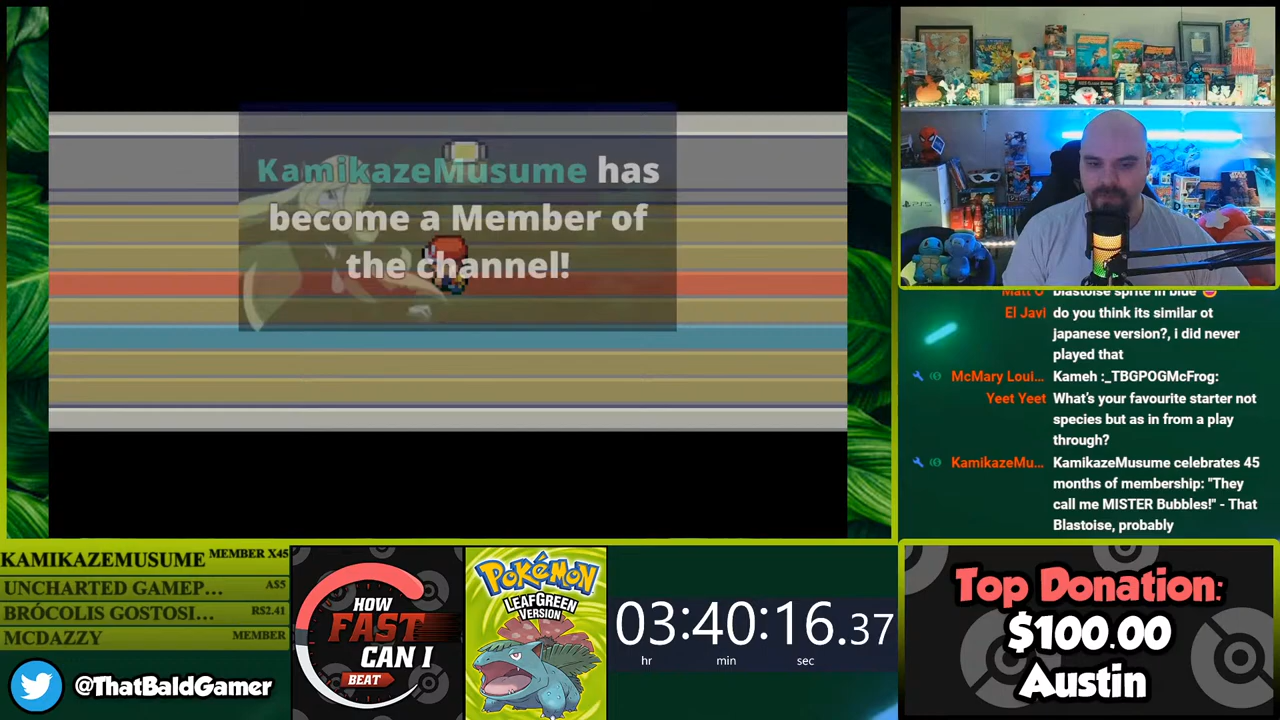 KamikazeMusume has
become a Member of
the channel!
Matt O blastoise sprite in blue
El Javi do you think its similar ot
japanese version?, i did never
played that
McMary Loui... Kameh :_TBGPOGMcFrog:
Yeet Yeet What's your favourite starter not
species but as in from a play
through?
KamikazeMu... KamikazeMusume celebrates 45
months of membership: "They
call me MISTER Bubbles!" - That
Blastoise, probably
KAMIKAZEMUSUME MEMBER X45
UNCHARTED GAMEP... A$5
BRÓCOLIS GOSTOSI... R$2.41
MCDAZZY MEMBER
@ThatBaldGamer
HOW
FAST
CAN I
BEAT
POKéMON
LEAFGREEN
VERSION
03:40:16.37
hr min sec
Top Donation:
$100.00
Austin